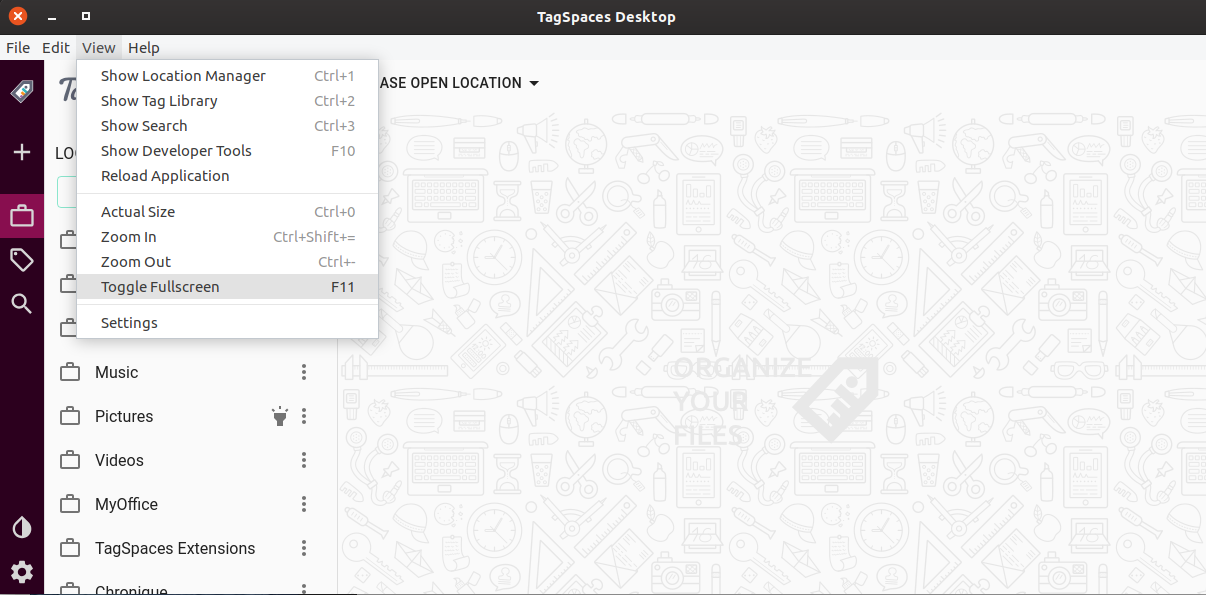 TagSpaces Desktop
File Edit View Help
Show Location Manager Ctrl+1
Show Tag Library Ctrl+2
Show Search Ctrl+3
Show Developer Tools F10
Reload Application
Actual Size Ctrl+0
Zoom In Ctrl+Shift+=
Zoom Out Ctrl+-
Toggle Fullscreen F11
Settings
ASE OPEN LOCATION
LO
Music
Pictures
Videos
MyOffice
TagSpaces Extensions
Chronique
ORGANIZE
YOUR
FILES